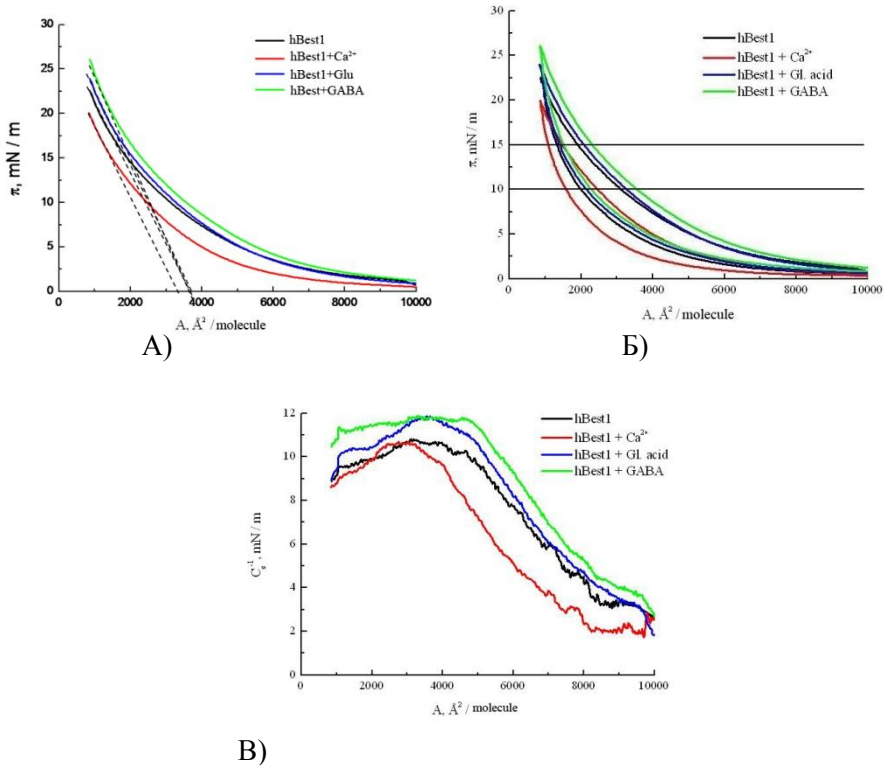 30
25
20
15
10
5
0
π, mN / m
hBest1
hBest1+Ca²⁺
hBest1+Glu
hBest+GABA
0 2000 4000 6000 8000 10000
A, Å² / molecule
А)
30
25
20
15
10
5
0
π, mN / m
hBest1
hBest1 + Ca²⁺
hBest1 + Gl. acid
hBest1 + GABA
0 2000 4000 6000 8000 10000
A, Å² / molecule
Б)
12
10
8
6
4
2
0
Cₛ⁻¹, mN / m
hBest1
hBest1 + Ca²⁺
hBest1 + Gl. acid
hBest1 + GABA
0 2000 4000 6000 8000 10000
A, Å² / molecule
В)